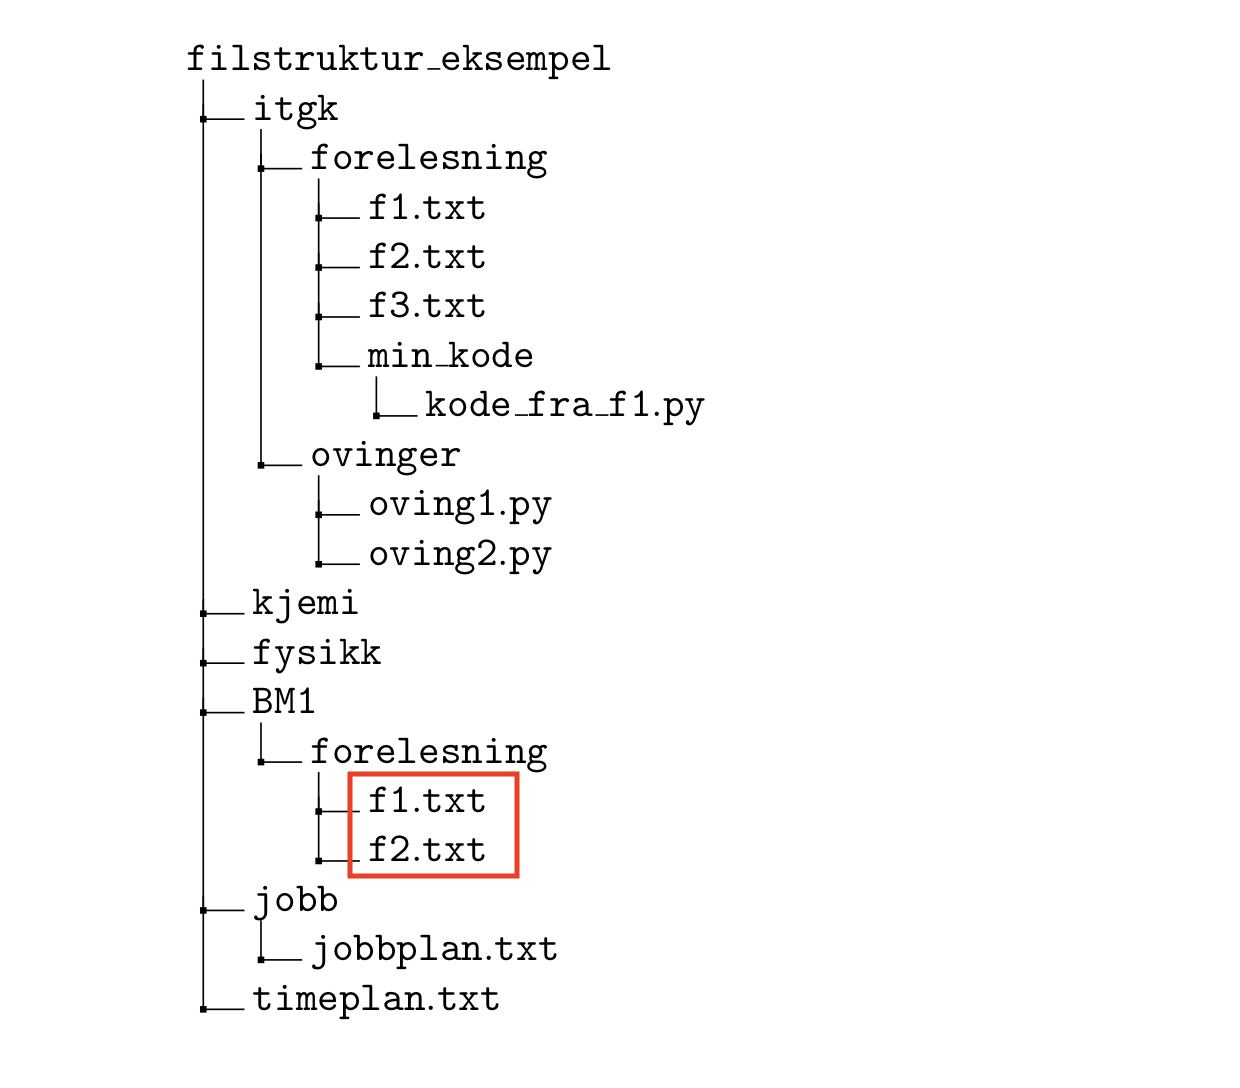 filstruktur_eksempel
itgk
forelesning
f1.txt
f2.txt
f3.txt
min_kode
kode_fra_f1.py
ovinger
oving1.py
oving2.py
kjemi
fysikk
BM1
forelesning
f1.txt
f2.txt
jobb
jobbplan.txt
timeplan.txt